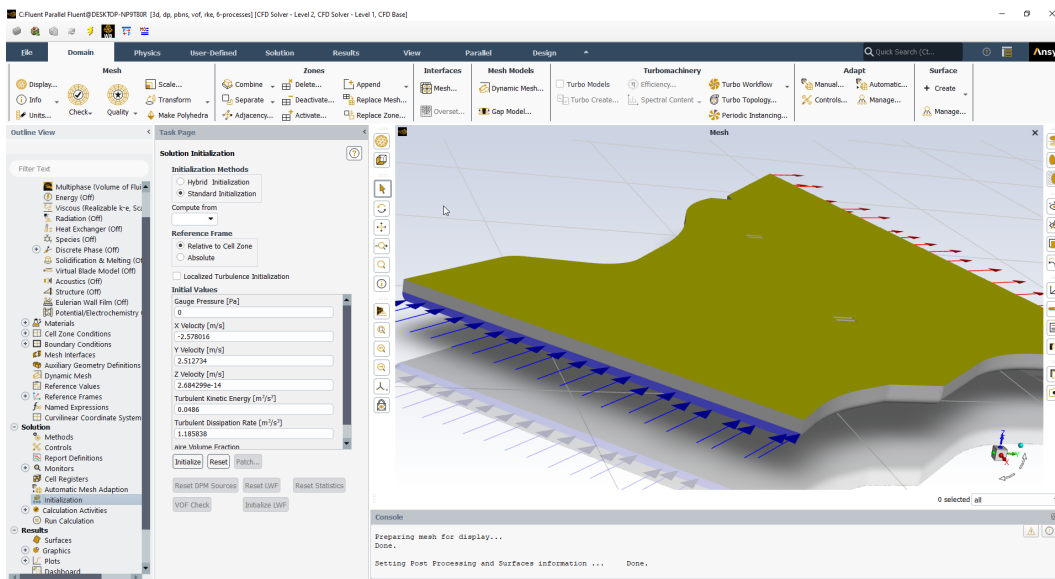 C:Fluent Parallel Fluent@DESKTOP-NP9T80R [3d, dp, pbns, vof, rke, 6-processes] [CFD Solver - Level 2, CFD Solver - Level 1, CFD Base]
File Domain Physics User-Defined Solution Results View Parallel Design
Quick Search (Ct...
Ansy
Mesh
Display...
Info
Units...
Check
Quality
Scale...
Transform
Make Polyhedra
Zones
Combine
Separate
Adjacency...
Delete...
Deactivate...
Activate...
Append
Replace Mesh...
Replace Zone...
Interfaces
Mesh...
Overset...
Mesh Models
Dynamic Mesh...
Gap Model...
Turbomachinery
Turbo Models
Turbo Create...
Efficiency...
Spectral Content
Turbo Workflow
Turbo Topology...
Periodic Instancing...
Adapt
Manual...
Controls...
Automatic...
Manage...
Surface
+ Create
Manage...
Outline View <
Filter Text
Multiphase (Volume of Flui
Energy (Off)
Viscous (Realizable k-e, Sca
Radiation (Off)
Heat Exchanger (Off)
Species (Off)
Discrete Phase (Off)
Solidification & Melting (Of
Virtual Blade Model (Off)
Acoustics (Off)
Structure (Off)
Eulerian Wall Film (Off)
Potential/Electrochemistry
Materials
Cell Zone Conditions
Boundary Conditions
Mesh Interfaces
Auxiliary Geometry Definitions
Dynamic Mesh
Reference Values
Reference Frames
Named Expressions
Curvilinear Coordinate System
Solution
Methods
Controls
Report Definitions
Monitors
Cell Registers
Automatic Mesh Adaption
Initialization
Calculation Activities
Run Calculation
Results
Surfaces
Graphics
Plots
Dashboard
Task Page <
Solution Initialization
Initialization Methods
Hybrid Initialization
Standard Initialization
Compute from
Reference Frame
Relative to Cell Zone
Absolute
Localized Turbulence Initialization
Initial Values
Gauge Pressure [Pa]
0
X Velocity [m/s]
-2.578016
Y Velocity [m/s]
2.512734
Z Velocity [m/s]
2.684299e-14
Turbulent Kinetic Energy [m²/s²]
0.0486
Turbulent Dissipation Rate [m²/s³]
1.185838
aire Volume Fraction
Initialize Reset Patch...
Reset DPM Sources Reset LWF Reset Statistics
VOF Check Initialize LWF
Mesh
Z
Y
X
0 selected all
Console
Preparing mesh for display...
Done.
Setting Post Processing and Surfaces information ... Done.